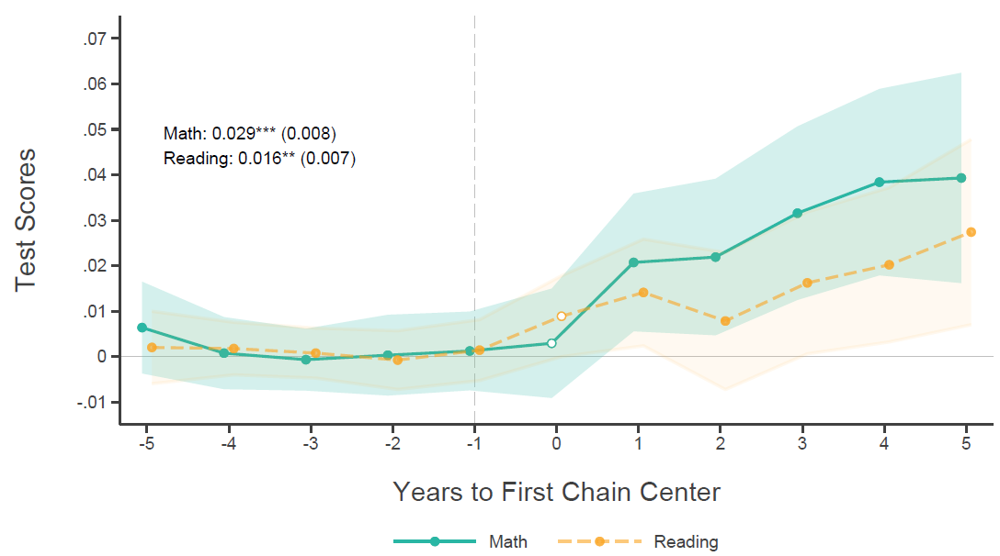 Test Scores
.07
.06
.05
.04
.03
.02
.01
0
-.01
Math: 0.029*** (0.008)
Reading: 0.016** (0.007)
-5 -4 -3 -2 -1 0 1 2 3 4 5
Years to First Chain Center
Math Reading